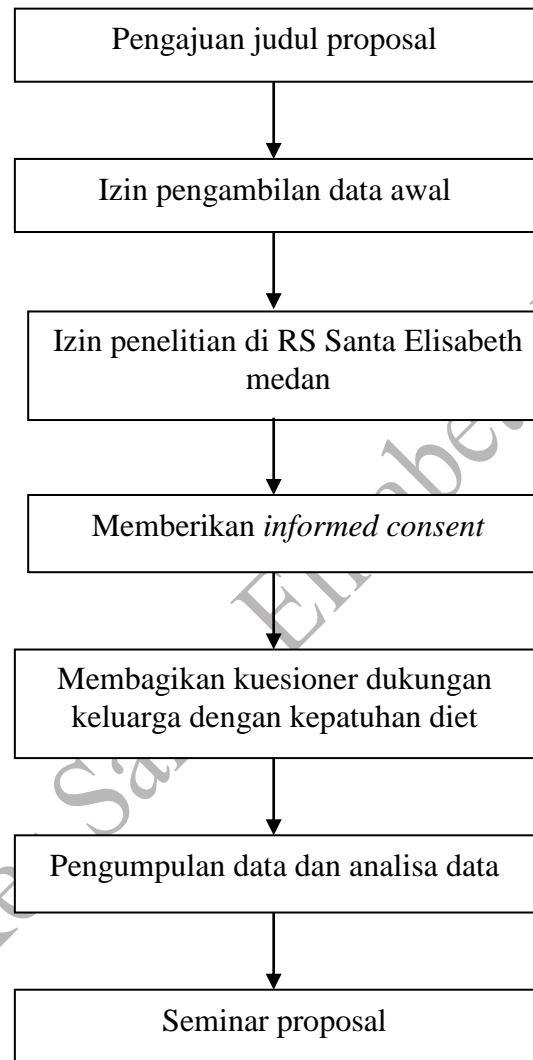 Pengajuan judul proposal
Izin pengambilan data awal
Izin penelitian di RS Santa Elisabeth
medan
Memberikan informed consent
Membagikan kuesioner dukungan
keluarga dengan kepatuhan diet
Pengumpulan data dan analisa data
Seminar proposal